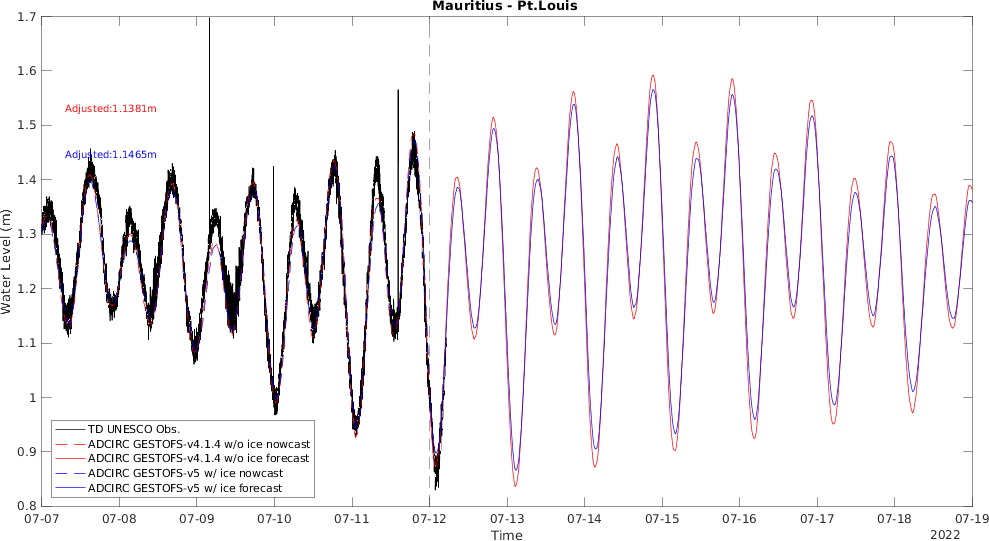 Mauritius - Pt.Louis
1.7
1.6
1.5
1.4
1.3
1.2
1.1
1
0.9
0.8
Water Level (m)
Adjusted:1.1381m
Adjusted:1.1465m
TD UNESCO Obs.
ADCIRC GESTOFS-v4.1.4 w/o ice nowcast
ADCIRC GESTOFS-v4.1.4 w/o ice forecast
ADCIRC GESTOFS-v5 w/ ice nowcast
ADCIRC GESTOFS-v5 w/ ice forecast
07-07 07-08 07-09 07-10 07-11 07-12 07-13 07-14 07-15 07-16 07-17 07-18 07-19
Time
2022